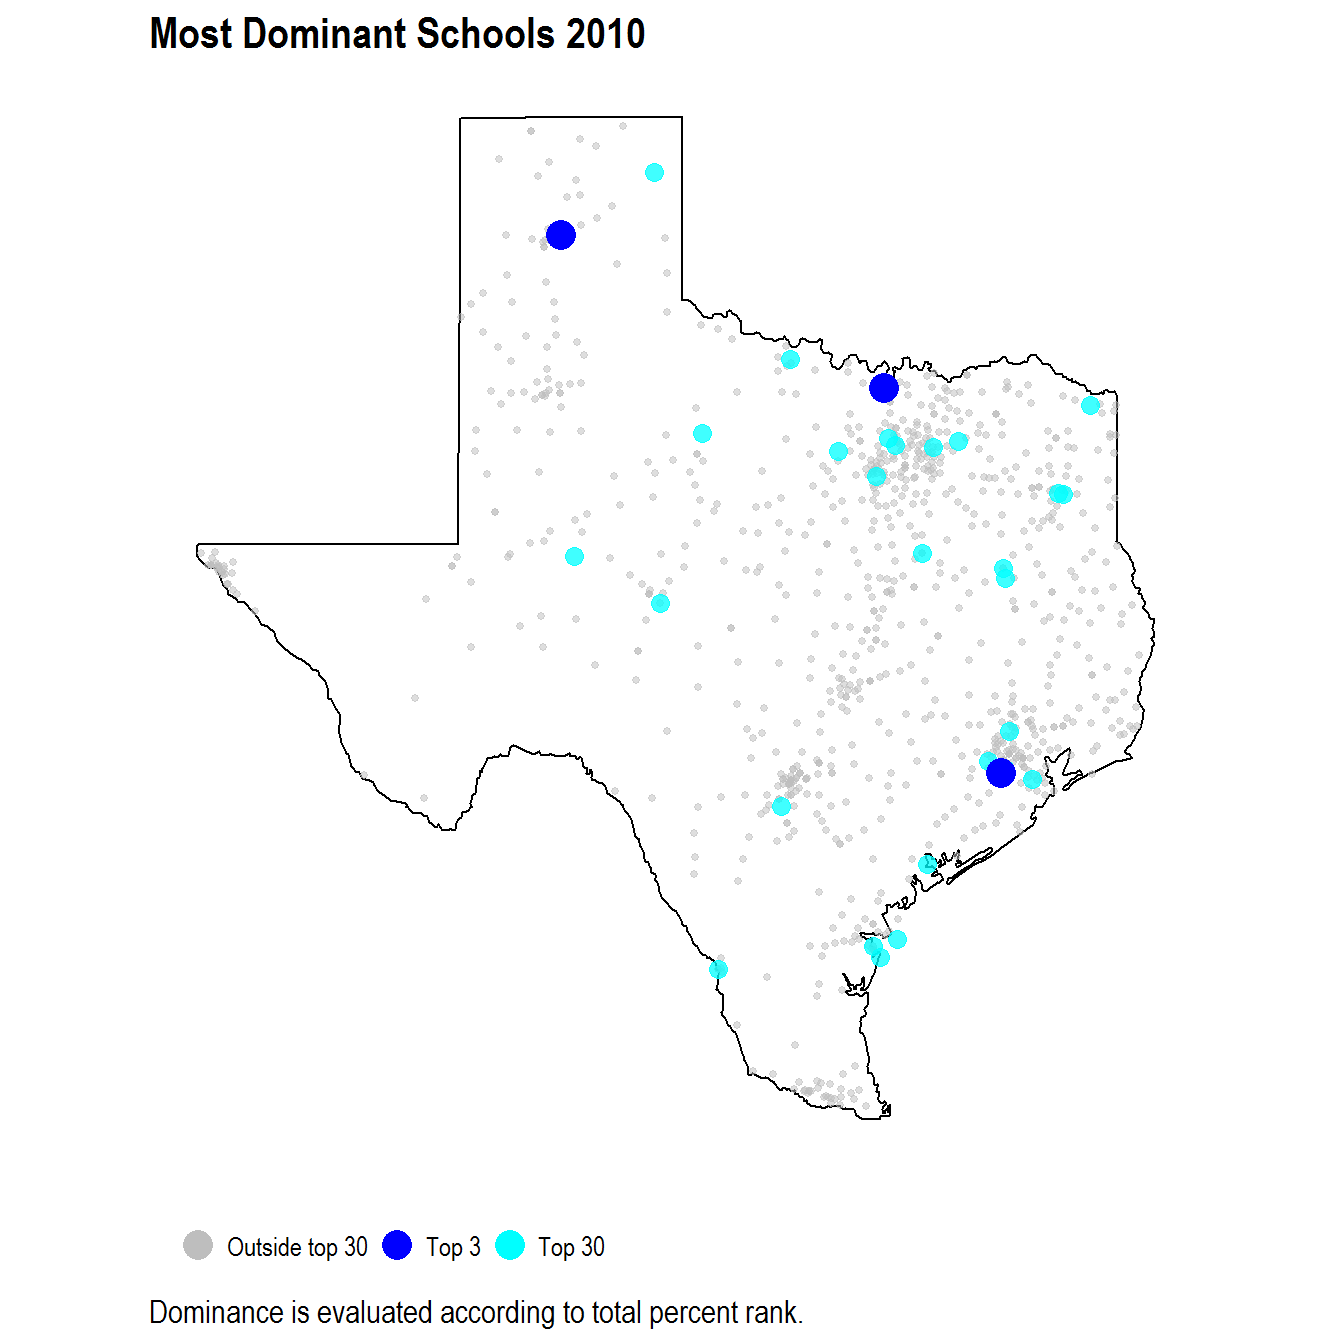 Most Dominant Schools 2010
Outside top 30 Top 3 Top 30
Dominance is evaluated according to total percent rank.